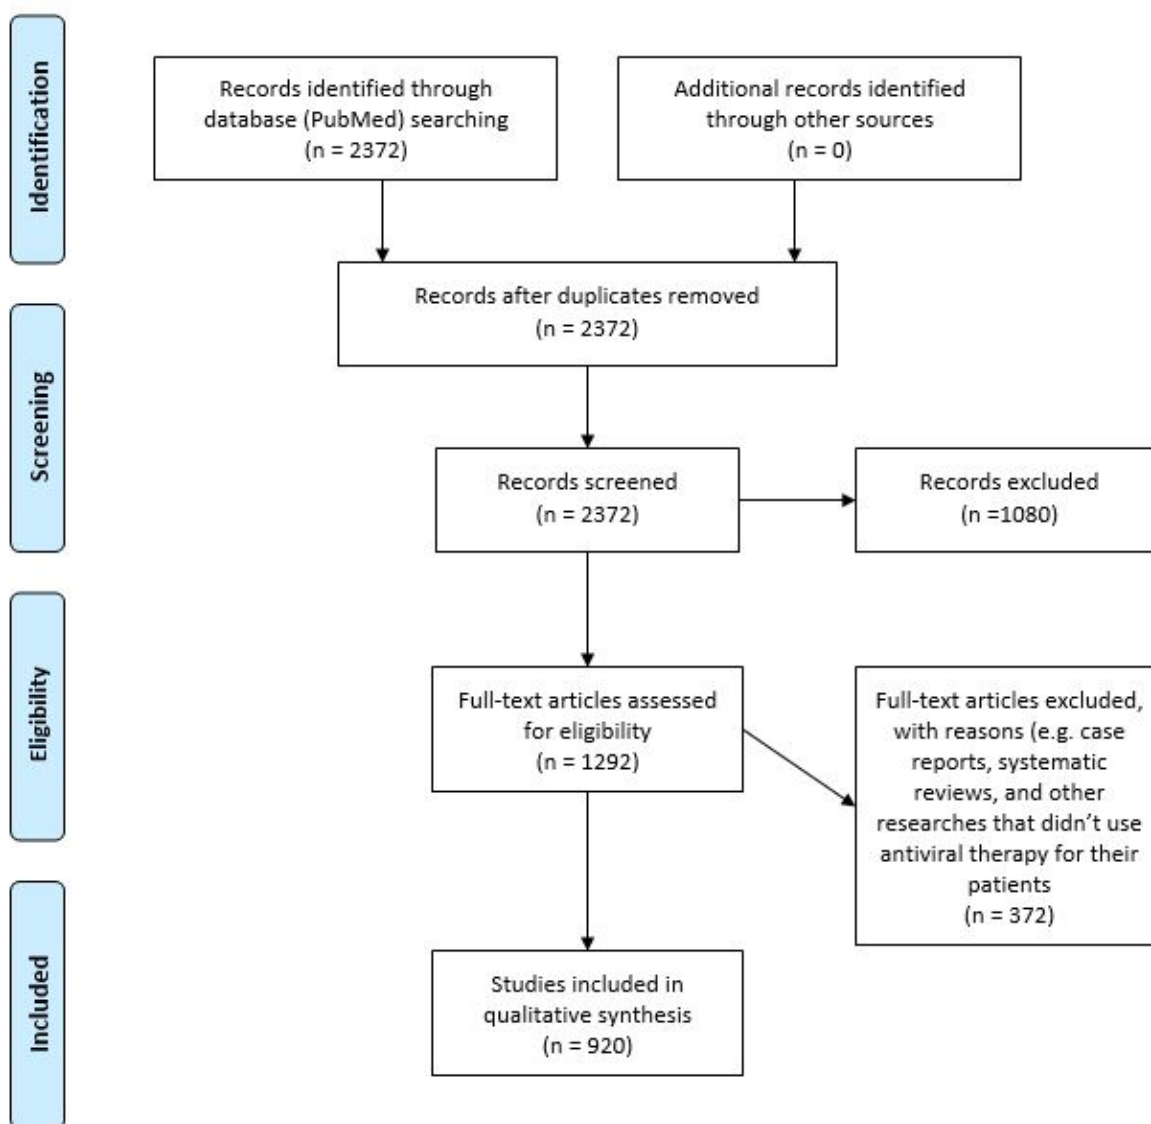 Identification
Records identified through
database (PubMed) searching
(n = 2372)
Additional records identified
through other sources
(n = 0)
Records after duplicates removed
(n = 2372)
Screening
Records screened
(n = 2372)
Records excluded
(n =1080)
Eligibility
Full-text articles assessed
for eligibility
(n = 1292)
Full-text articles excluded,
with reasons (e.g. case
reports, systematic
reviews, and other
researches that didn’t use
antiviral therapy for their
patients
(n = 372)
Included
Studies included in
qualitative synthesis
(n = 920)